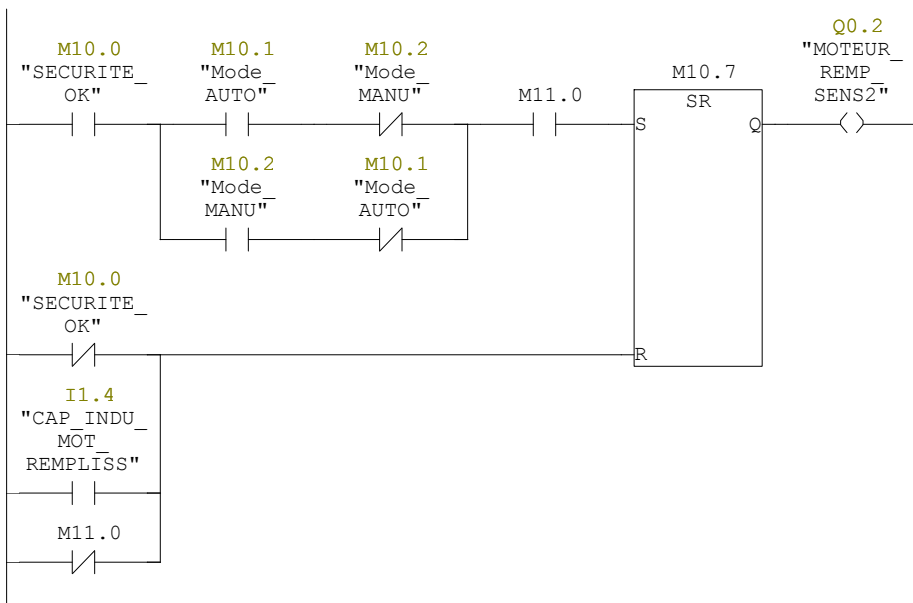 Q0.2
M10.0 M10.1 M10.2 "MOTEUR_
"SECURITE_ "Mode_ "Mode_ M10.7 REMP_
OK" AUTO" MANU" M11.0 SR SENS2"
S Q
M10.2 M10.1
"Mode_ "Mode_
MANU" AUTO"
M10.0
"SECURITE_
OK"
R
I1.4
"CAP_INDU_
MOT_
REMPLISS"
M11.0